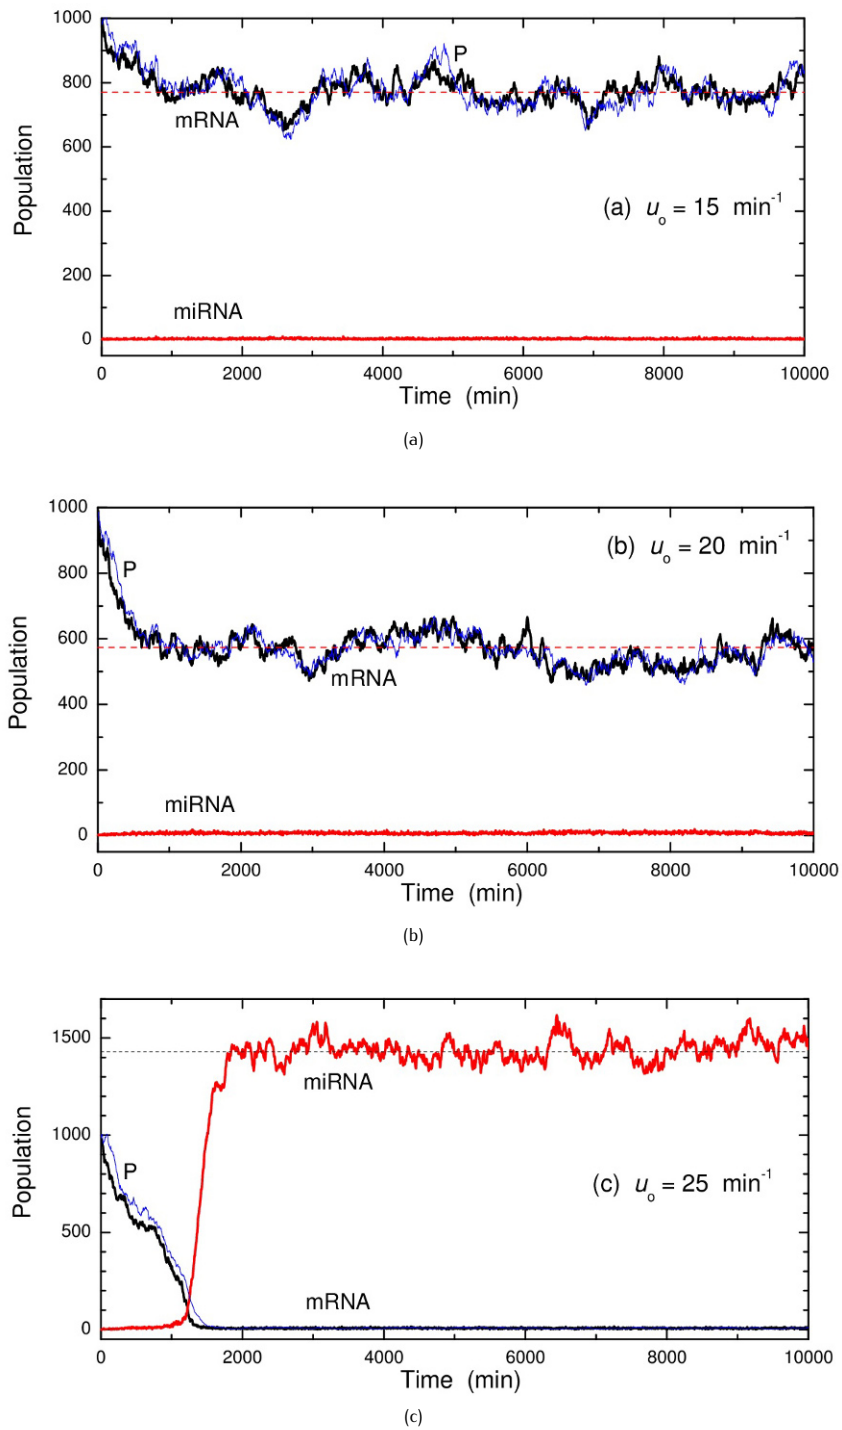 1000
800
600
400
200
0
Population
P
mRNA
(a) uₒ = 15 min⁻¹
miRNA
0 2000 4000 6000 8000 10000
Time (min)
(a)
1000
800
600
400
200
0
Population
(b) uₒ = 20 min⁻¹
P
mRNA
miRNA
0 2000 4000 6000 8000 10000
Time (min)
(b)
1500
1000
500
0
Population
miRNA
P
(c) uₒ = 25 min⁻¹
mRNA
0 2000 4000 6000 8000 10000
Time (min)
(c)